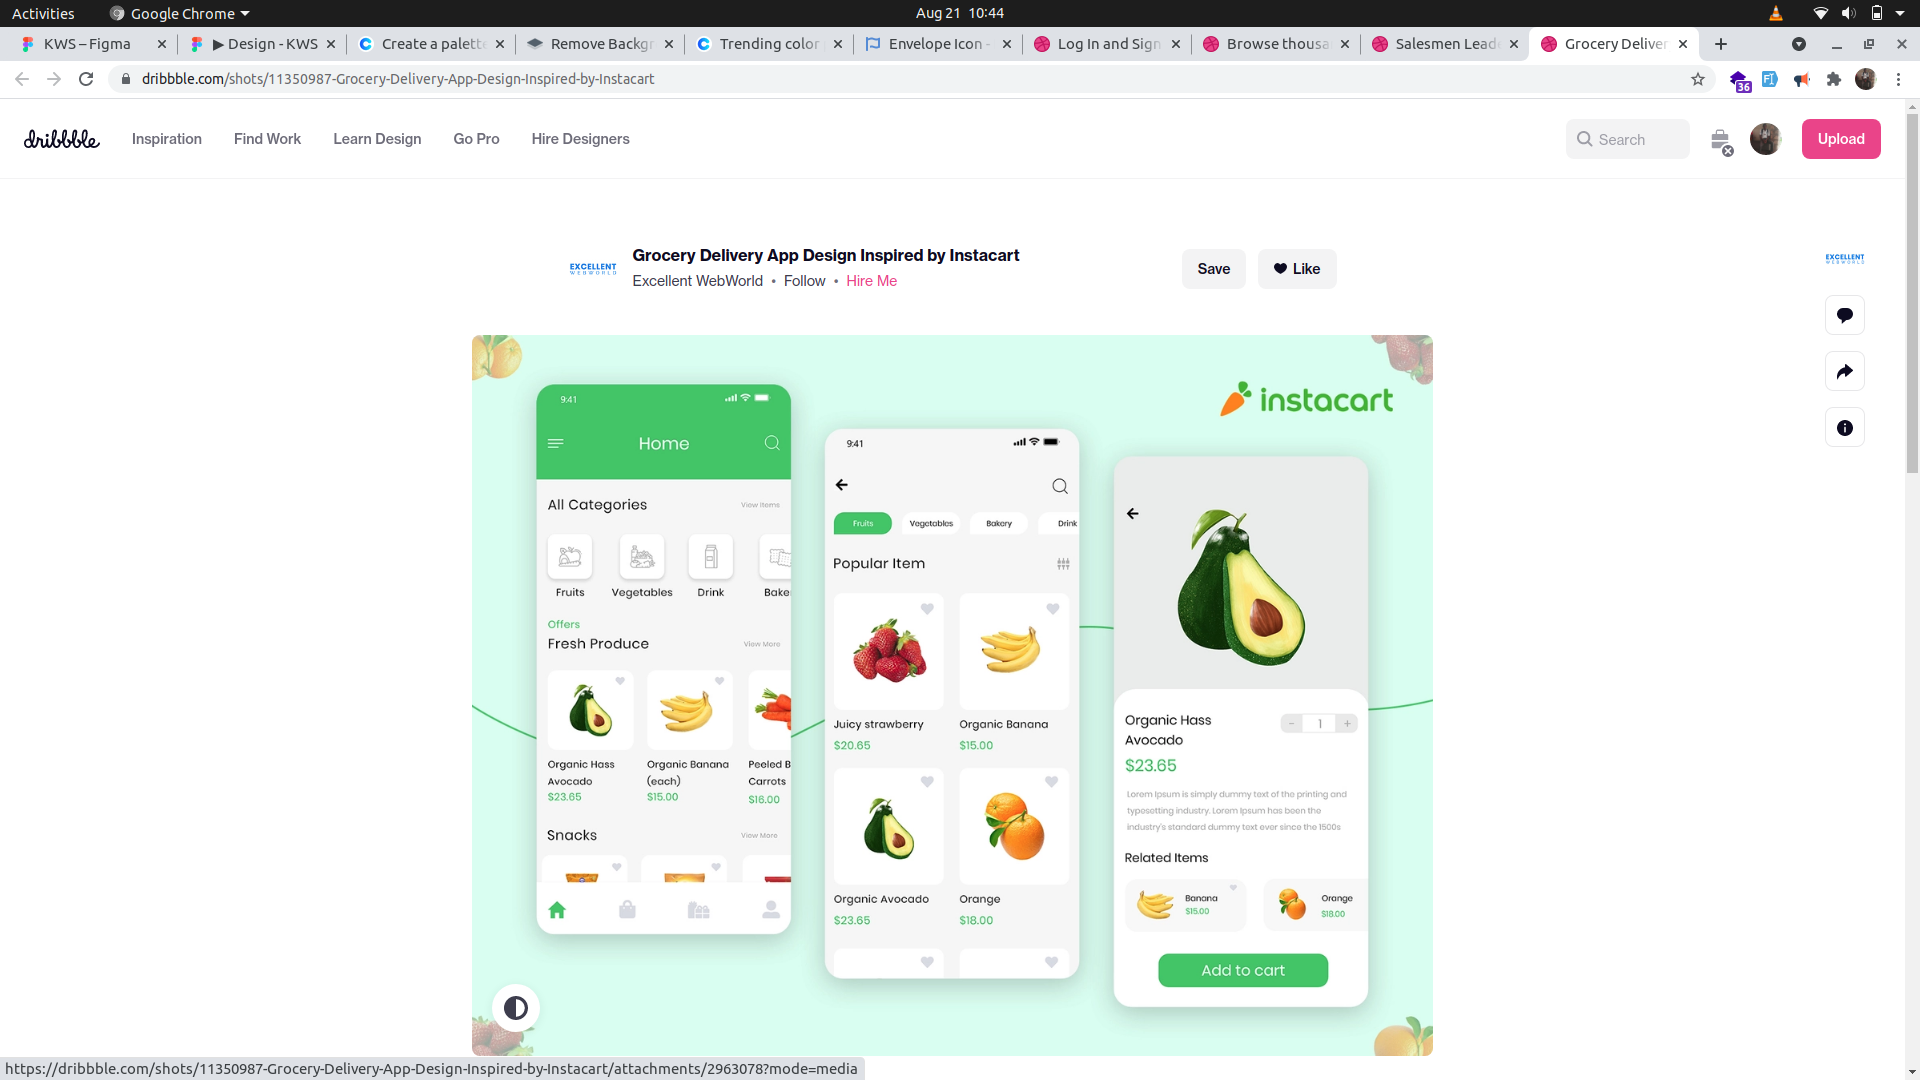 Activities
Google Chrome
Aug 21 10:44
KWS – Figma
▶ Design - KWS
Create a palette
Remove Backgr
Trending color
Envelope Icon -
Log In and Sign
Browse thousa
Salesmen Lead
Grocery Deliver
dribbble.com/shots/11350987-Grocery-Delivery-App-Design-Inspired-by-Instacart
36
dribbble
Inspiration
Find Work
Learn Design
Go Pro
Hire Designers
Search
Upload
EXCELLENT
WEBWORLD
Grocery Delivery App Design Inspired by Instacart
Excellent WebWorld • Follow • Hire Me
Save
Like
EXCELLENT
WEBWORLD
instacart
9:41
Home
All Categories
View Items
Fruits
Vegetables
Drink
Bake
Offers
Fresh Produce
View More
Organic Hass
Avocado
$23.65
Organic Banana
(each)
$15.00
Peeled B
Carrots
$16.00
Snacks
View More
9:41
Fruits
Vegetables
Bakery
Drink
Popular Item
Juicy strawberry
$20.65
Organic Banana
$15.00
Organic Avocado
$23.65
Orange
$18.00
Organic Hass
Avocado
- 1 +
$23.65
Lorem Ipsum is simply dummy text of the printing and
typesetting industry. Lorem Ipsum has been the
industry's standard dummy text ever since the 1500s
Related Items
Banana
$15.00
Orange
$18.00
Add to cart
https://dribbble.com/shots/11350987-Grocery-Delivery-App-Design-Inspired-by-Instacart/attachments/2963078?mode=media